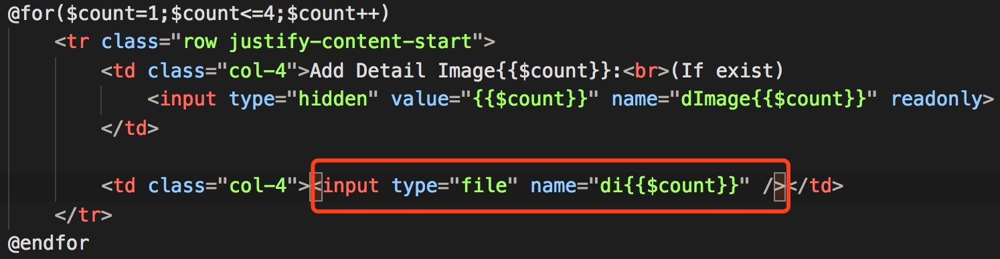 @for($count=1;$count<=4;$count++)
<tr class="row justify-content-start">
<td class="col-4">Add Detail Image{{$count}}:<br>(If exist)
<input type="hidden" value="{{$count}}" name="dImage{{$count}}" readonly>
</td>
<td class="col-4"><input type="file" name="di{{$count}}" /></td>
</tr>
@endfor